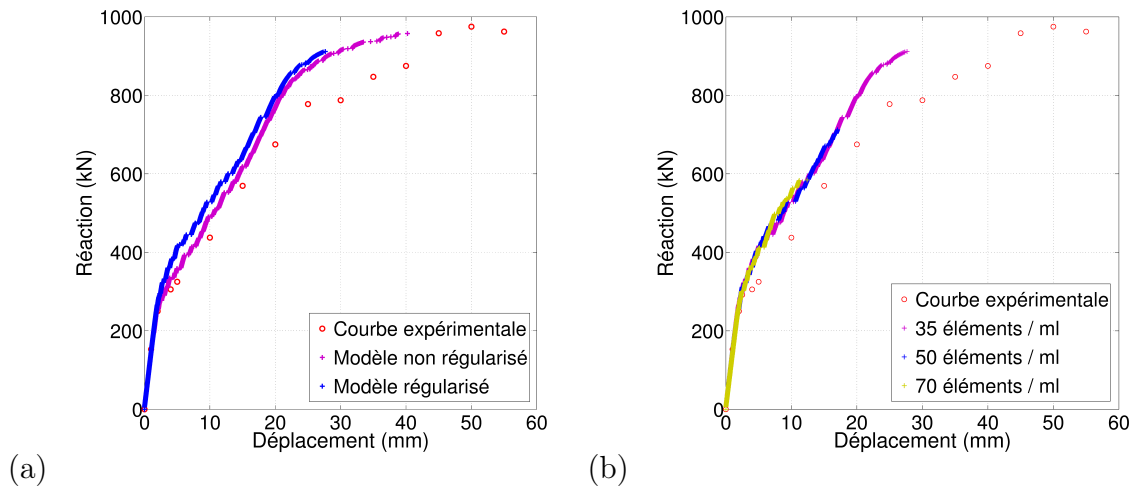 1000
800
600
400
200
0
Réaction (kN)
0 10 20 30 40 50 60
Déplacement (mm)
Courbe expérimentale
Modèle non régularisé
Modèle régularisé
(a)
1000
800
600
400
200
0
Réaction (kN)
0 10 20 30 40 50 60
Déplacement (mm)
Courbe expérimentale
35 éléments / ml
50 éléments / ml
70 éléments / ml
(b)